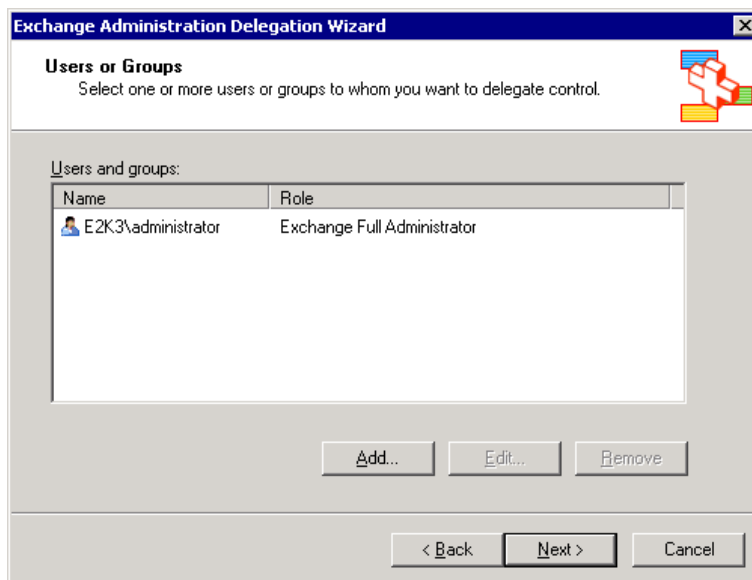 Exchange Administration Delegation Wizard
Users or Groups
Select one or more users or groups to whom you want to delegate control.
Users and groups:
Name Role
E2K3\administrator Exchange Full Administrator
Add... Edit... Remove
< Back Next > Cancel